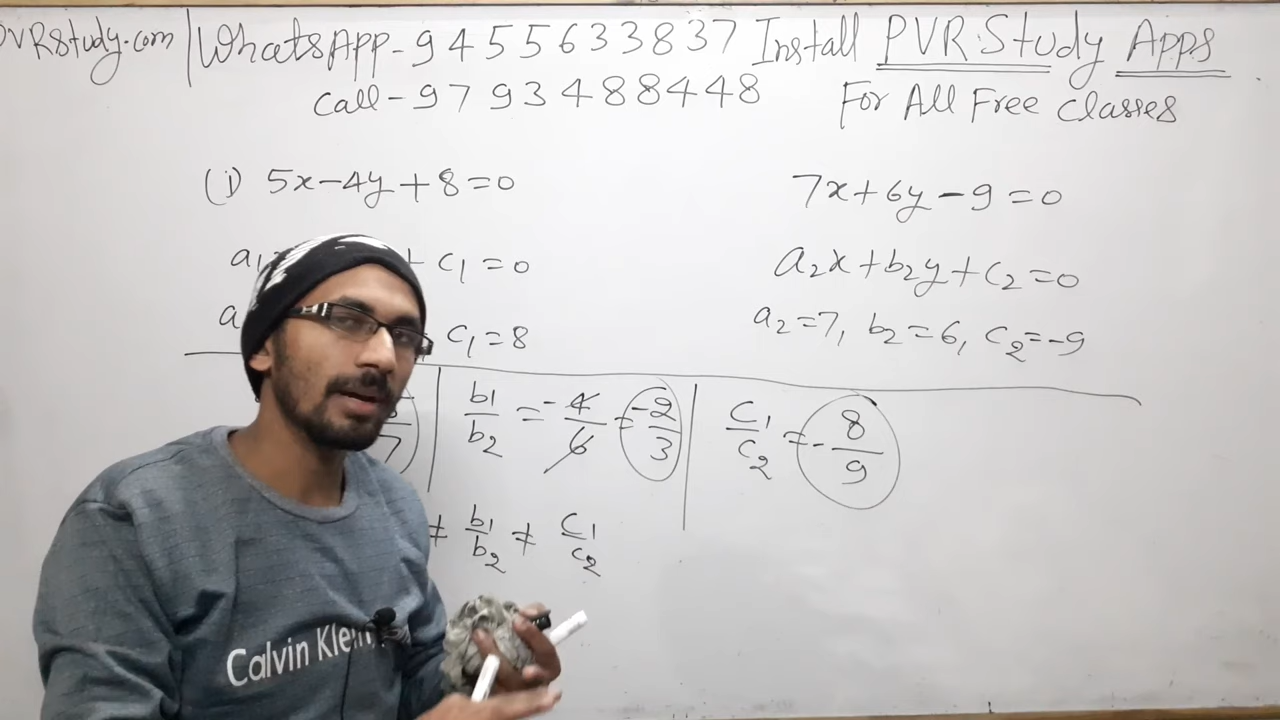 PVRStudy.com | WhatsApp-9455633837 Install PVR Study Apps
Call-9793488448 For All Free Classes
(i) 5x-4y+8=0 7x+6y-9=0
a1 + c1=0 a2x+b2y+c2=0
a c1=8 a2=7, b2=6, c2=-9
7 b1/b2 =-4/6 =-2/3 c1/c2 =-8/9
≠ b1/b2 ≠ c1/c2
Calvin Klein